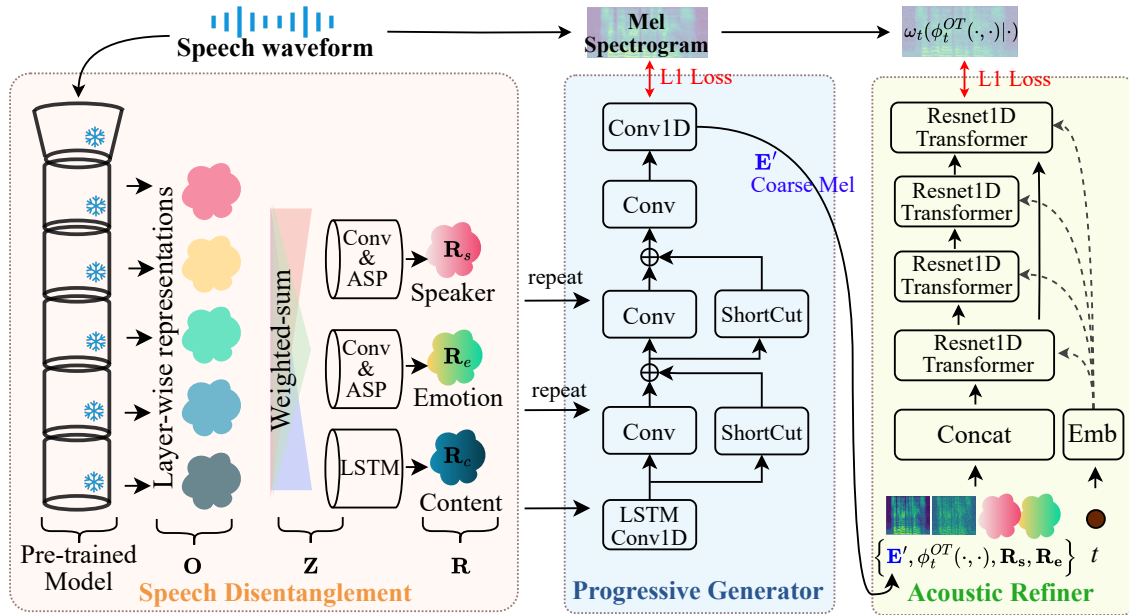 Speech waveform
Mel
Spectrogram
ω_t(ϕ_t^{OT}(·,·)|·)
L1 Loss
L1 Loss
Layer-wise representations
Weighted-sum
Conv
&
ASP
R_s
Speaker
Conv
&
ASP
R_e
Emotion
LSTM
R_c
Content
Pre-trained
Model
O
Z
R
Speech Disentanglement
repeat
repeat
Conv1D
E′
Coarse Mel
Conv
Conv
ShortCut
Conv
ShortCut
LSTM
Conv1D
Progressive Generator
Resnet1D
Transformer
Resnet1D
Transformer
Resnet1D
Transformer
Resnet1D
Transformer
Concat
Emb
{E′, ϕ_t^{OT}(·,·), R_s, R_e}
t
Acoustic Refiner